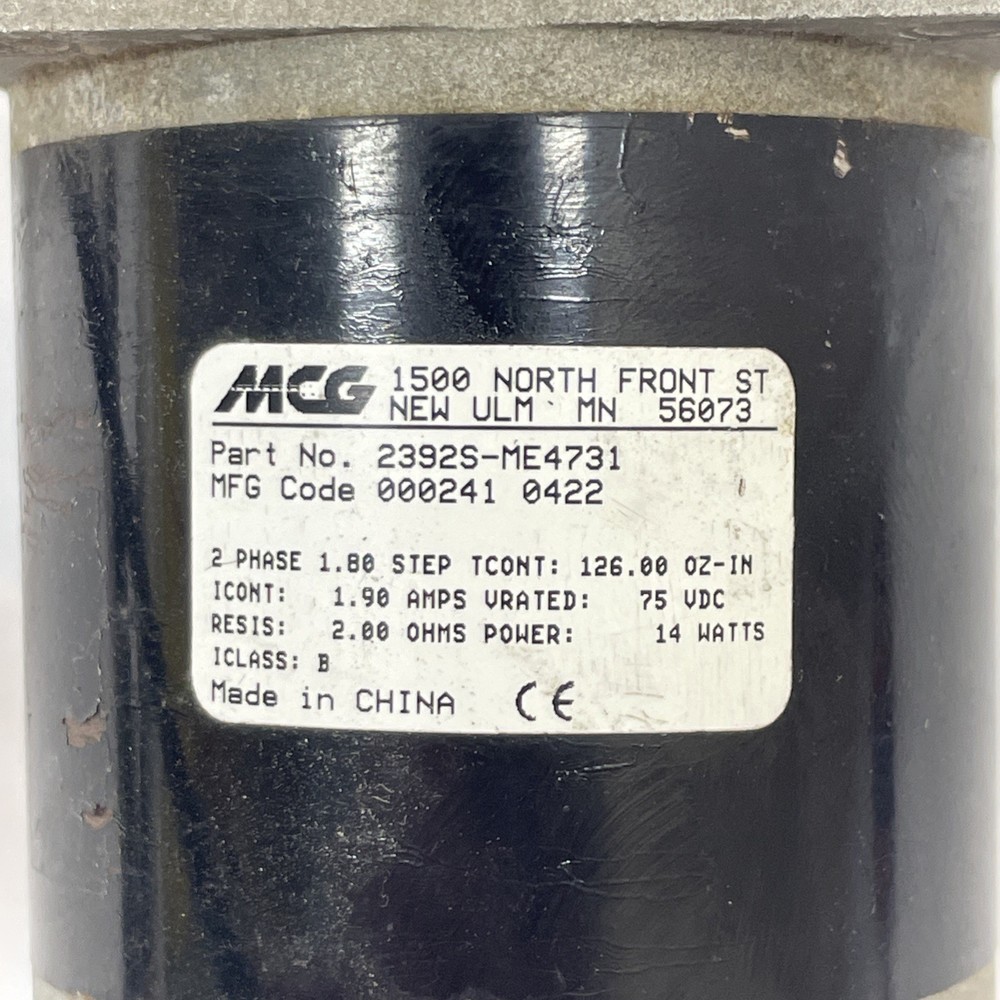 MCG 1500 NORTH FRONT ST
NEW ULM MN 56073
Part No. 2392S-ME4731
MFG Code 000241 0422
2 PHASE 1.80 STEP TCONT: 126.00 OZ-IN
ICONT: 1.90 AMPS VRATED: 75 VDC
RESIS: 2.00 OHMS POWER: 14 WATTS
ICLASS: B
Made in CHINA CE